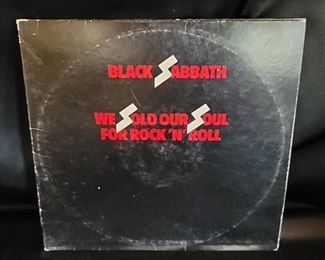 BLACK SABBATH
WE SOLD OUR SOUL
FOR ROCK 'N' ROLL